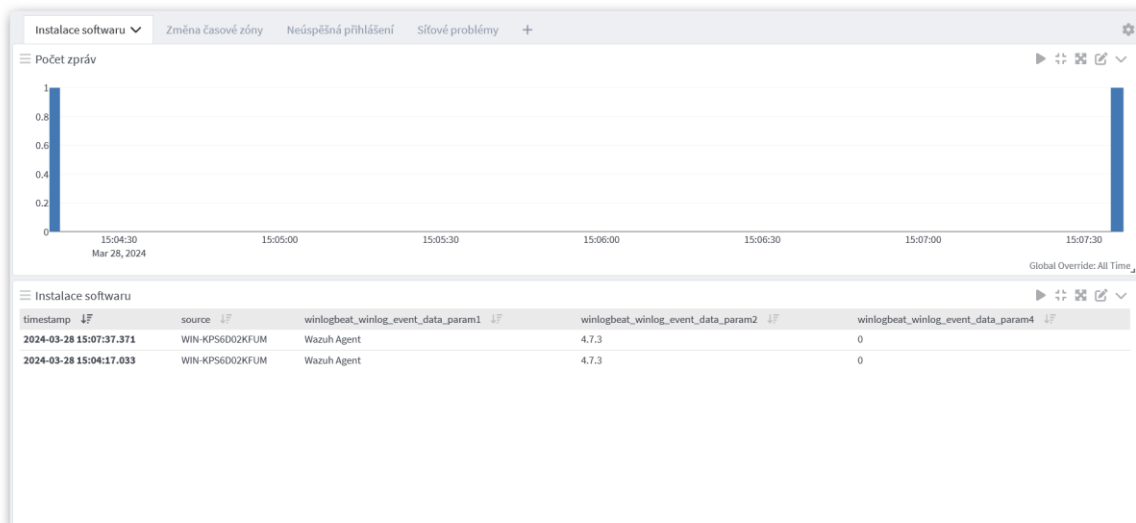 Instalace softwaru Změna časové zóny Neúspěšná přihlášení Síťové problémy +
Počet zpráv
1
0.8
0.6
0.4
0.2
0
15:04:30 15:05:00 15:05:30 15:06:00 15:06:30 15:07:00 15:07:30
Mar 28, 2024
Global Override: All Time
Instalace softwaru
timestamp source winlogbeat_winlog_event_data_param1 winlogbeat_winlog_event_data_param2 winlogbeat_winlog_event_data_param4
2024-03-28 15:07:37.371 WIN-KPS6D02KFUM Wazuh Agent 4.7.3 0
2024-03-28 15:04:17.033 WIN-KPS6D02KFUM Wazuh Agent 4.7.3 0